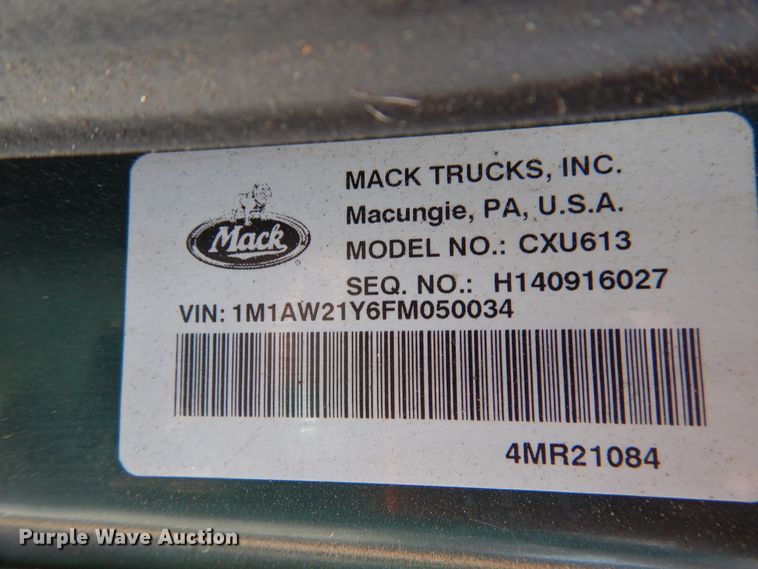 MACK TRUCKS, INC.
Macungie, PA, U.S.A.
Mack
MODEL NO.: CXU613
SEQ. NO.: H140916027
VIN: 1M1AW21Y6FM050034
4MR21084
Purple Wave Auction